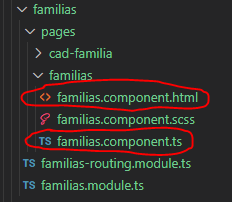 familias
pages
cad-familia
familias
familias.component.html
familias.component.scss
TS familias.component.ts
TS familias-routing.module.ts
TS familias.module.ts